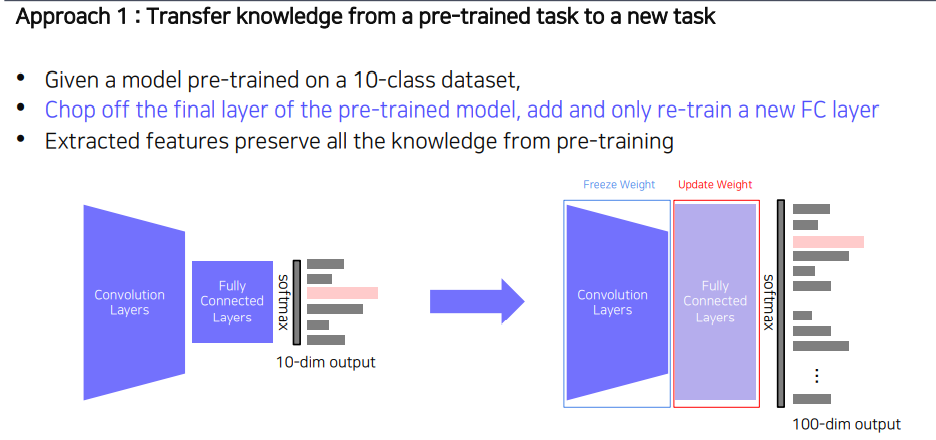 Approach 1 : Transfer knowledge from a pre-trained task to a new task
• Given a model pre-trained on a 10-class dataset,
• Chop off the final layer of the pre-trained model, add and only re-train a new FC layer
• Extracted features preserve all the knowledge from pre-training
Convolution
Layers
Fully
Connected
Layers
softmax
10-dim output
Freeze Weight
Update Weight
Convolution
Layers
Fully
Connected
Layers
softmax
⋮
100-dim output